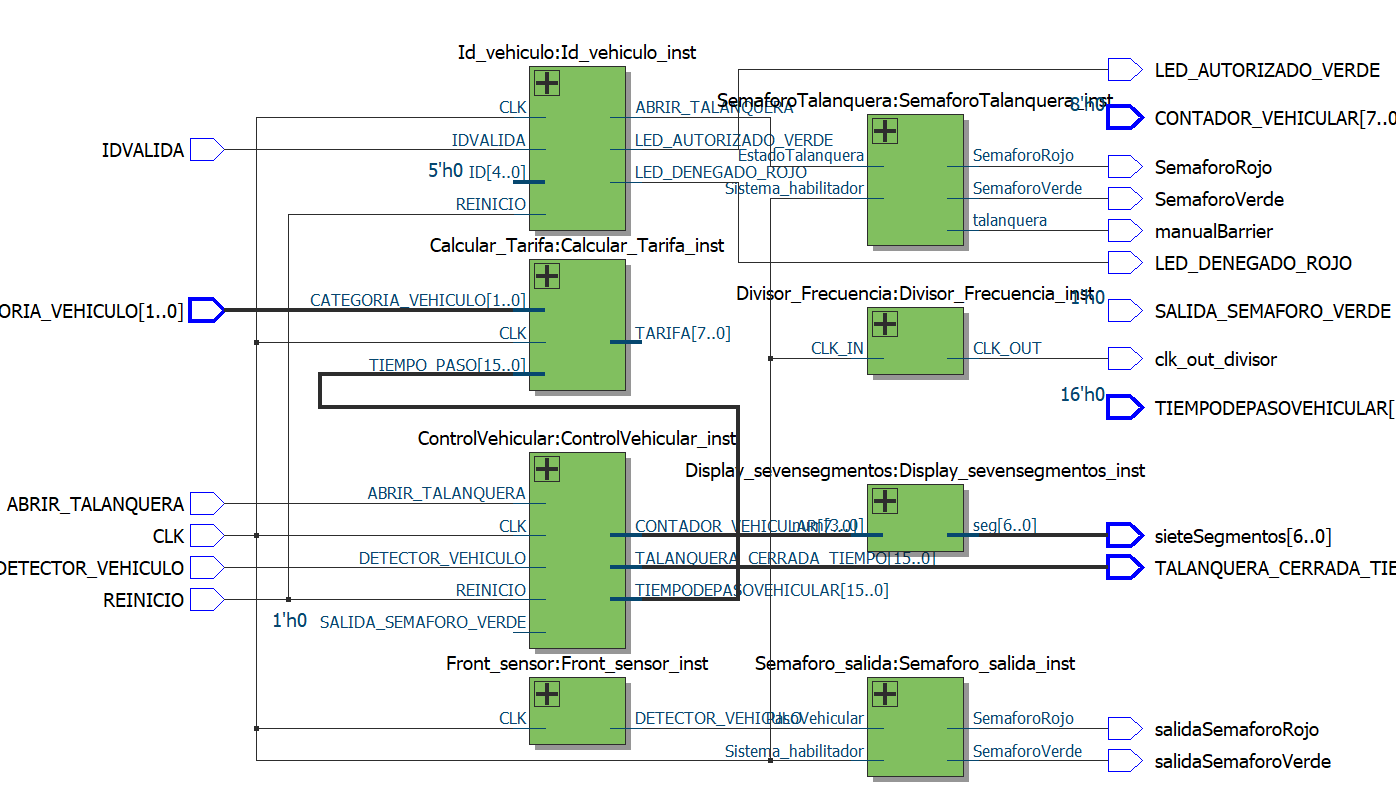 Id_vehiculo:Id_vehiculo_inst
CLK
IDVALIDA
5'h0 ID[4..0]
REINICIO
ABRIR_TALANQUERA
LED_AUTORIZADO_VERDE
LED_DENEGADO_ROJO
IDVALIDA
Calcular_Tarifa:Calcular_Tarifa_inst
CATEGORIA_VEHICULO[1..0]
CLK
TIEMPO_PASO[15..0]
TARIFA[7..0]
ORIA_VEHICULO[1..0]
ControlVehicular:ControlVehicular_inst
ABRIR_TALANQUERA
CLK
DETECTOR_VEHICULO
REINICIO
1'h0 SALIDA_SEMAFORO_VERDE
CONTADOR_VEHICULAR[7..0]
TALANQUERA_CERRADA_TIEMPO[15..0]
TIEMPODEPASOVEHICULAR[15..0]
ABRIR_TALANQUERA
CLK
DETECTOR_VEHICULO
REINICIO
Front_sensor:Front_sensor_inst
CLK
DETECTOR_VEHICULO
SemaforoTalanquera:SemaforoTalanquera_inst
EstadoTalanquera
Sistema_habilitador
SemaforoRojo
SemaforoVerde
talanquera
Divisor_Frecuencia:Divisor_Frecuencia_inst
CLK_IN
CLK_OUT
Display_sevensegmentos:Display_sevensegmentos_inst
num[3..0]
seg[6..0]
Semaforo_salida:Semaforo_salida_inst
PasoVehicular
Sistema_habilitador
SemaforoRojo
SemaforoVerde
LED_AUTORIZADO_VERDE
8'h0
CONTADOR_VEHICULAR[7..0
SemaforoRojo
SemaforoVerde
manualBarrier
LED_DENEGADO_ROJO
1'h0
SALIDA_SEMAFORO_VERDE
clk_out_divisor
16'h0
TIEMPODEPASOVEHICULAR[
sieteSegmentos[6..0]
TALANQUERA_CERRADA_TIE
salidaSemaforoRojo
salidaSemaforoVerde